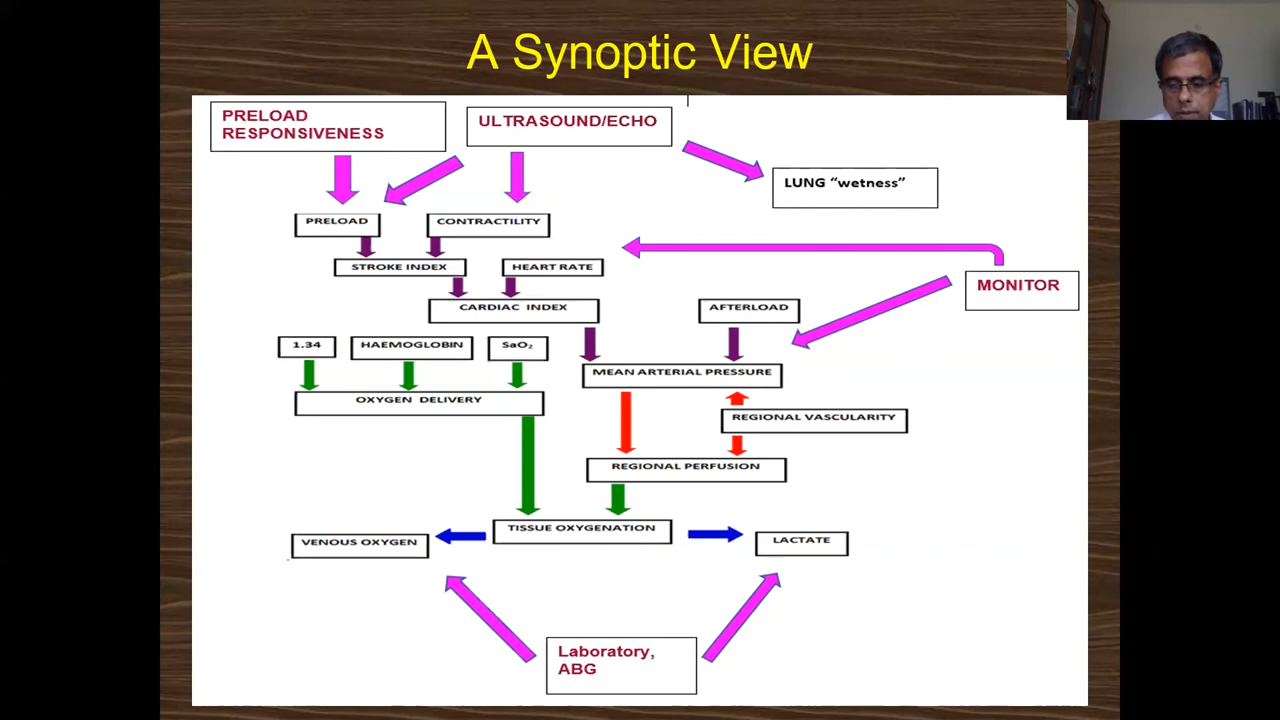 A Synoptic View
PRELOAD
RESPONSIVENESS
ULTRASOUND/ECHO
LUNG “wetness”
PRELOAD
CONTRACTILITY
STROKE INDEX
HEART RATE
MONITOR
CARDIAC INDEX
AFTERLOAD
1.34
HAEMOGLOBIN
SaO₂
MEAN ARTERIAL PRESSURE
OXYGEN DELIVERY
REGIONAL VASCULARITY
REGIONAL PERFUSION
TISSUE OXYGENATION
VENOUS OXYGEN
LACTATE
Laboratory,
ABG